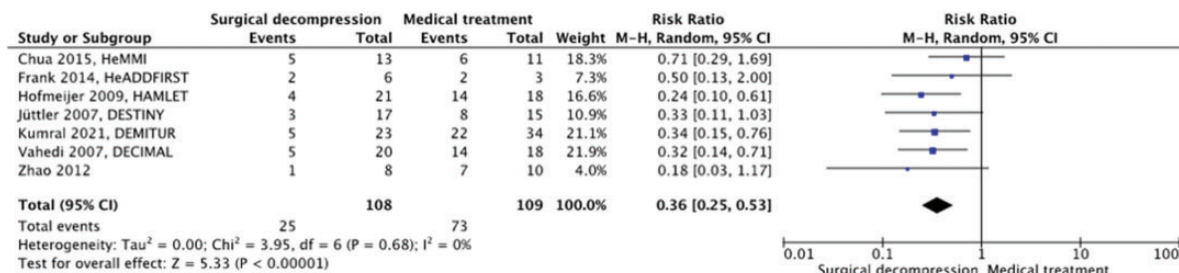 Surgical decompression Medical treatment Risk Ratio Risk Ratio
Study or Subgroup Events Total Events Total Weight M-H, Random, 95% CI M-H, Random, 95% CI
Chua 2015, HeMMI 5 13 6 11 18.3% 0.71 [0.29, 1.69]
Frank 2014, HeADDFIRST 2 6 2 3 7.3% 0.50 [0.13, 2.00]
Hofmeijer 2009, HAMLET 4 21 14 18 16.6% 0.24 [0.10, 0.61]
Jüttler 2007, DESTINY 3 17 8 15 10.9% 0.33 [0.11, 1.03]
Kumral 2021, DEMITUR 5 23 22 34 21.1% 0.34 [0.15, 0.76]
Vahedi 2007, DECIMAL 5 20 14 18 21.9% 0.32 [0.14, 0.71]
Zhao 2012 1 8 7 10 4.0% 0.18 [0.03, 1.17]
Total (95% CI) 108 109 100.0% 0.36 [0.25, 0.53]
Total events 25 73
Heterogeneity: Tau² = 0.00; Chi² = 3.95, df = 6 (P = 0.68); I² = 0%
Test for overall effect: Z = 5.33 (P < 0.00001)
0.01 0.1 1 10 100
Surgical decompression Medical treatment